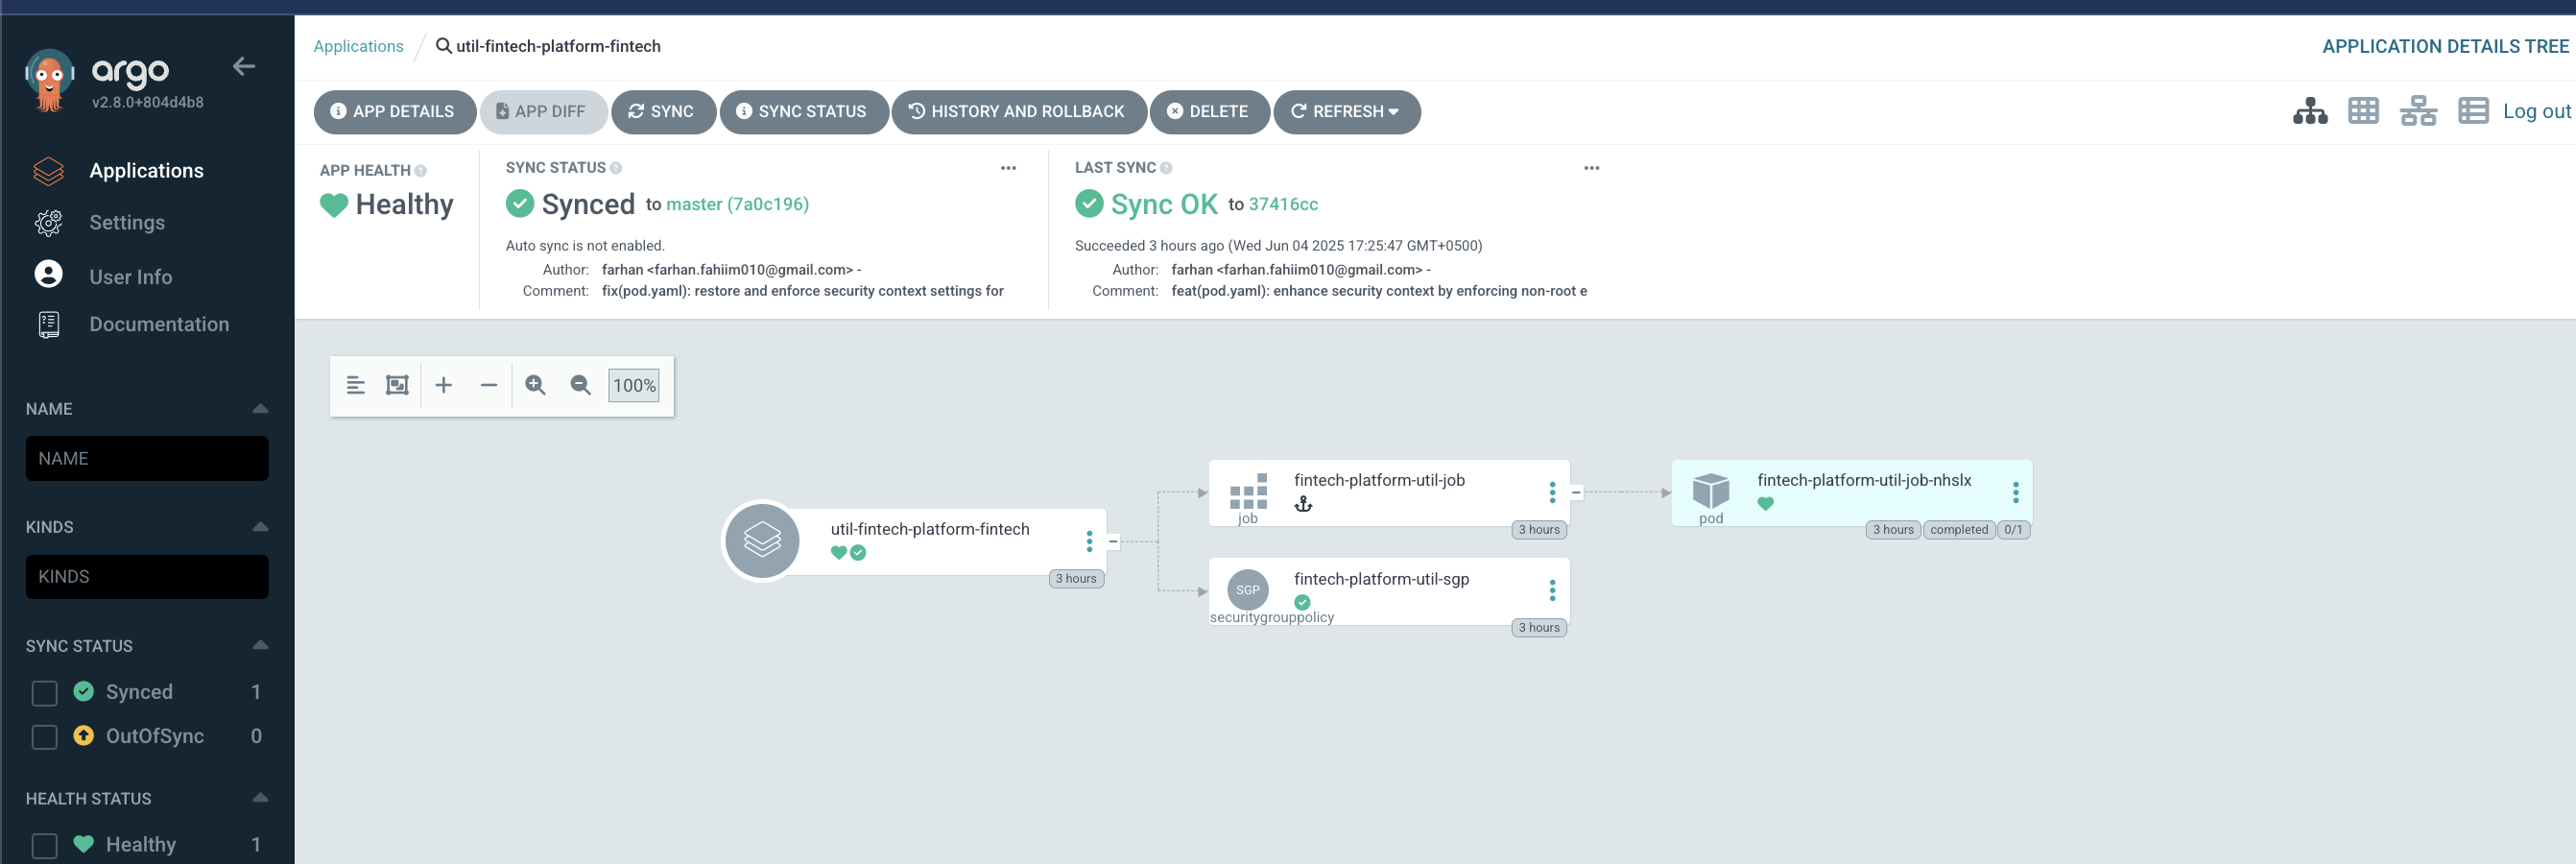 argo
v2.8.0+804d4b8
Applications
Settings
User Info
Documentation
NAME
NAME
KINDS
KINDS
SYNC STATUS
Synced 1
OutOfSync 0
HEALTH STATUS
Healthy 1
Applications / util-fintech-platform-fintech
APPLICATION DETAILS TREE
APP DETAILS APP DIFF SYNC SYNC STATUS HISTORY AND ROLLBACK DELETE REFRESH
Log out
APP HEALTH
Healthy
SYNC STATUS
Synced to master (7a0c196)
Auto sync is not enabled.
Author: farhan <farhan.fahiim010@gmail.com> -
Comment: fix(pod.yaml): restore and enforce security context settings for
LAST SYNC
Sync OK to 37416cc
Succeeded 3 hours ago (Wed Jun 04 2025 17:25:47 GMT+0500)
Author: farhan <farhan.fahiim010@gmail.com> -
Comment: feat(pod.yaml): enhance security context by enforcing non-root e
100%
util-fintech-platform-fintech
3 hours
fintech-platform-util-job
job
3 hours
fintech-platform-util-job-nhslx
pod
3 hours completed 0/1
SGP
fintech-platform-util-sgp
securitygrouppolicy
3 hours